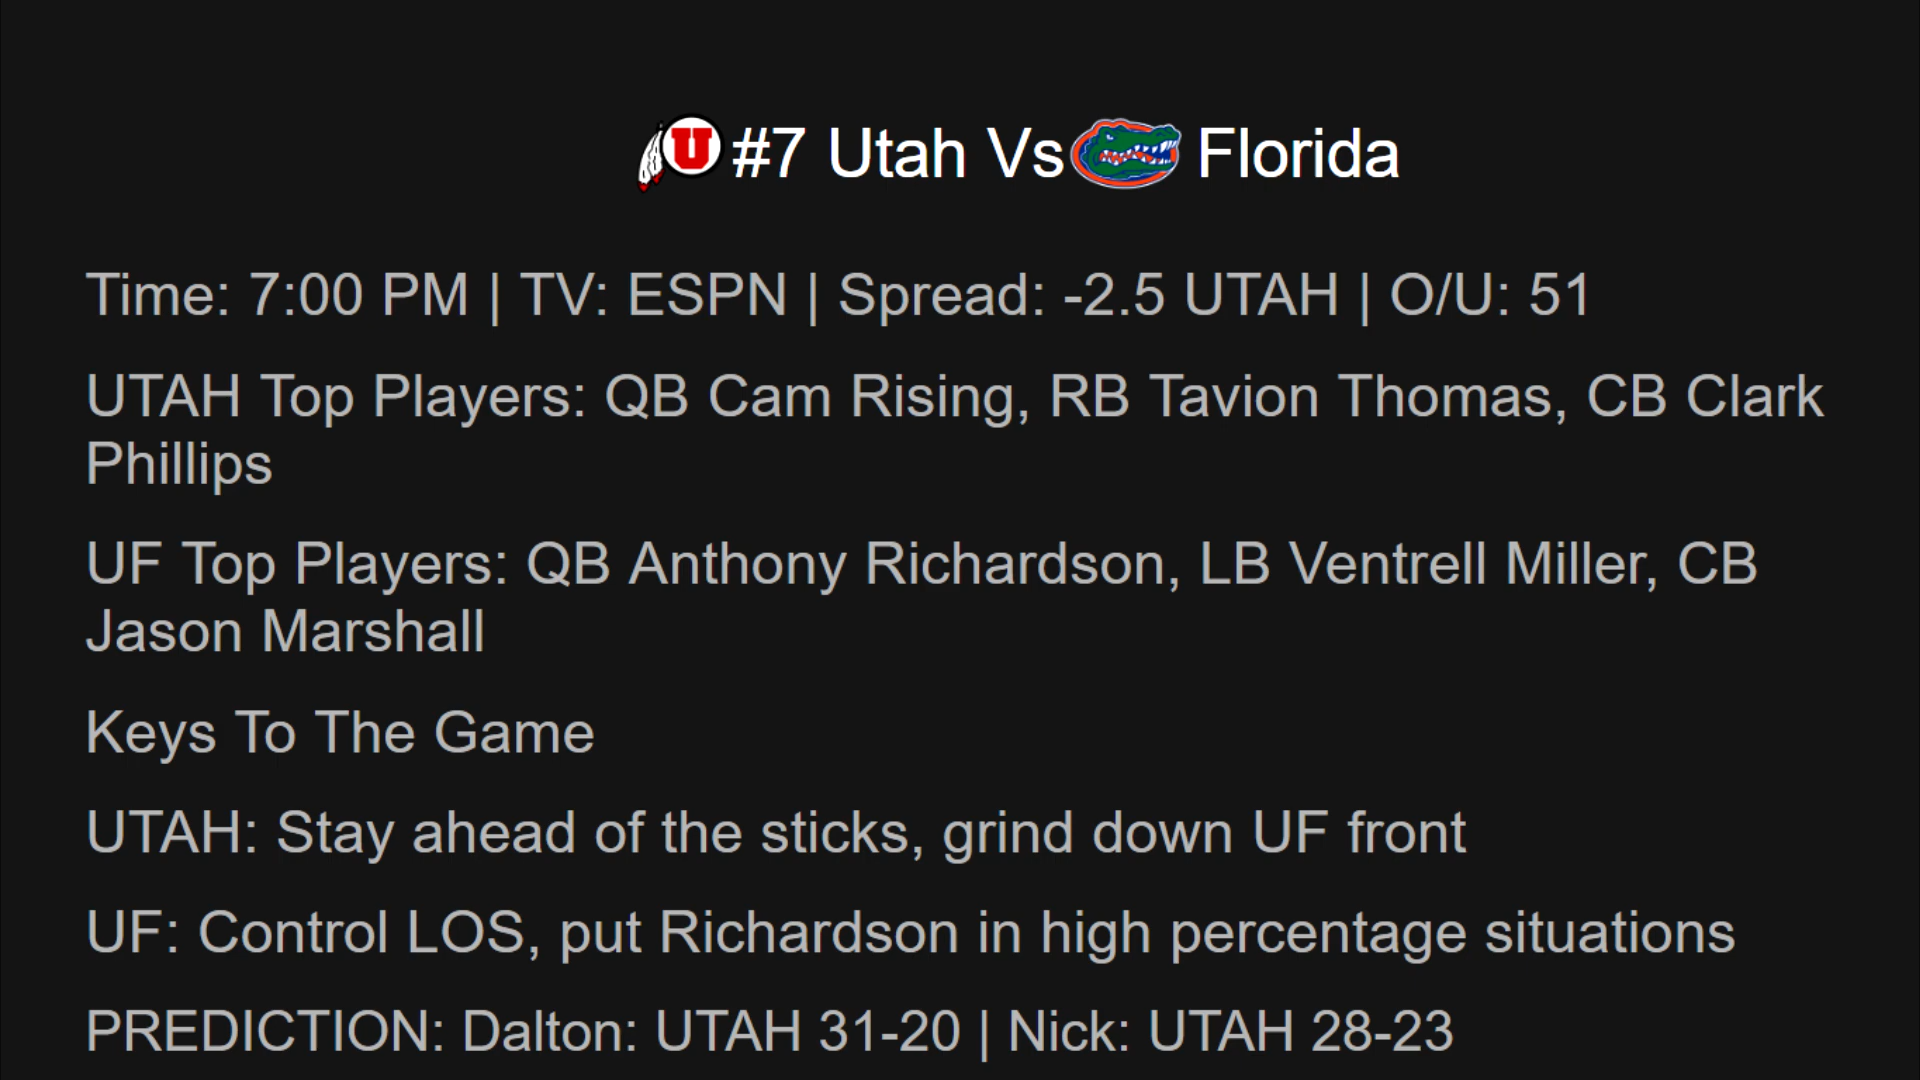 U #7 Utah Vs Florida
Time: 7:00 PM | TV: ESPN | Spread: -2.5 UTAH | O/U: 51
UTAH Top Players: QB Cam Rising, RB Tavion Thomas, CB Clark
Phillips
UF Top Players: QB Anthony Richardson, LB Ventrell Miller, CB
Jason Marshall
Keys To The Game
UTAH: Stay ahead of the sticks, grind down UF front
UF: Control LOS, put Richardson in high percentage situations
PREDICTION: Dalton: UTAH 31-20 | Nick: UTAH 28-23